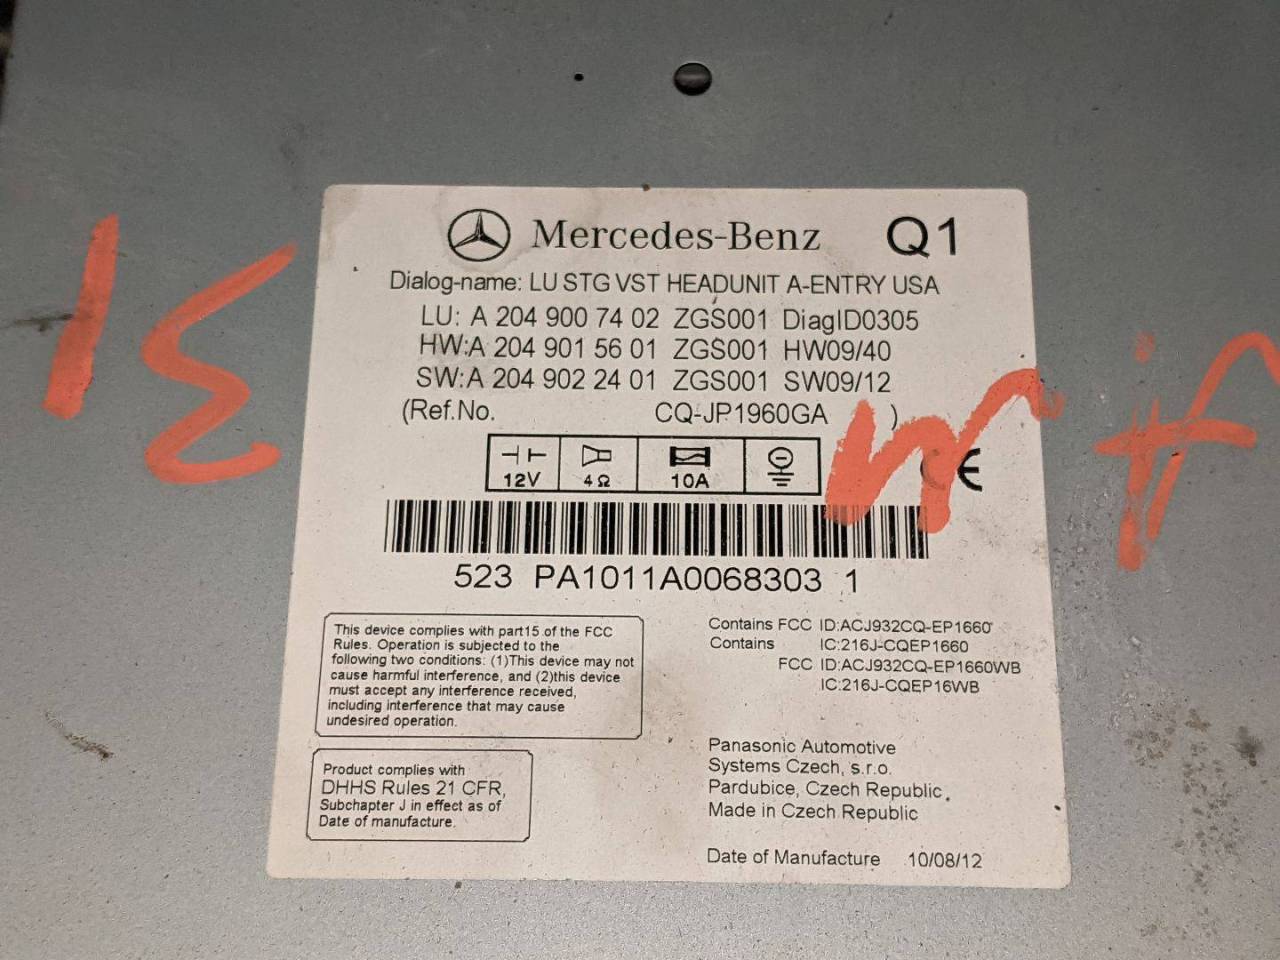 Mercedes-Benz Q1
Dialog-name: LU STG VST HEADUNIT A-ENTRY USA
LU: A 204 900 74 02 ZGS001 DiagID0305
HW:A 204 901 56 01 ZGS001 HW09/40
SW:A 204 902 24 01 ZGS001 SW09/12
(Ref.No. CQ-JP1960GA )
12V 4Ω 10A
CE
523 PA1011A0068303 1
This device complies with part15 of the FCC
Rules. Operation is subjected to the
following two conditions: (1)This device may not
cause harmful interference, and (2)this device
must accept any interference received,
including interference that may cause
undesired operation.
Contains FCC ID:ACJ932CQ-EP1660
Contains IC:216J-CQEP1660
FCC ID:ACJ932CQ-EP1660WB
IC:216J-CQEP16WB
Product complies with
DHHS Rules 21 CFR,
Subchapter J in effect as of
Date of manufacture.
Panasonic Automotive
Systems Czech, s.r.o.
Pardubice, Czech Republic.
Made in Czech Republic
Date of Manufacture 10/08/12